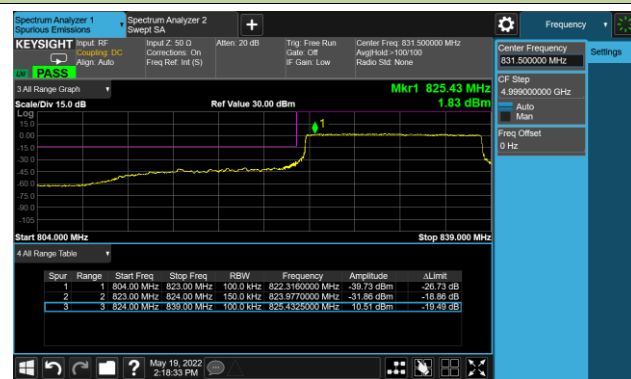 Spectrum Analyzer 1
Spurious Emissions
Spectrum Analyzer 2
Swept SA
Frequency
KEYSIGHT
Input: RF
Coupling: DC
Align: Auto
Input Z: 50 Ω
Corrections: On
Freq Ref: Int (S)
Atten: 20 dB
Trig: Free Run
Gate: Off
IF Gain: Low
Center Freq: 831.500000 MHz
Avg|Hold:>100/100
Radio Std: None
PASS
Center Frequency
831.500000 MHz
Settings
CF Step
4.999000000 GHz
Auto
Man
Freq Offset
0 Hz
3 All Range Graph
Mkr1 825.43 MHz
Scale/Div 15.0 dB
Ref Value 30.00 dBm
1.83 dBm
Log
15.0
0.00
-15.0
-30.0
-45.0
-60.0
-75.0
-90.0
-105
1
Start 804.000 MHz
Stop 839.000 MHz
4 All Range Table
Spur Range Start Freq Stop Freq RBW Frequency Amplitude ΔLimit
1 1 804.00 MHz 823.00 MHz 100.0 kHz 822.3160000 MHz -39.73 dBm -26.73 dB
2 2 823.00 MHz 824.00 MHz 150.0 kHz 823.9770000 MHz -31.86 dBm -18.86 dB
3 3 824.00 MHz 839.00 MHz 100.0 kHz 825.4325000 MHz 10.51 dBm -19.49 dB
May 19, 2022
2:18:33 PM